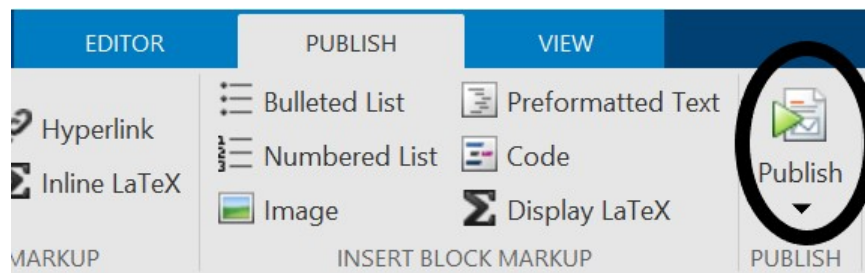 EDITOR PUBLISH VIEW
Bulleted List Preformatted Text
Hyperlink
Numbered List Code
Publish
Inline LaTeX
Image Display LaTeX
INSERT BLOCK MARKUP PUBLISH